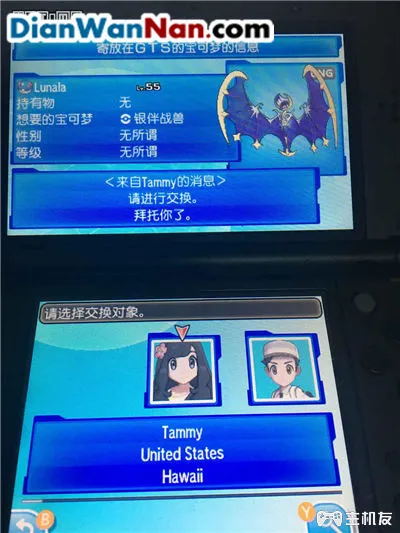 DianWanNan.com
寄放在GTS的宝可梦的信息
Lunala Lv.55
ENG
持有物 无
想要的宝可梦 银伴战兽
性别 无所谓
等级 无所谓
<来自Tammy的消息>
请进行交换。
拜托你了。
请选择交换对象。
Tammy
United States
Hawaii
B
Y
主机友